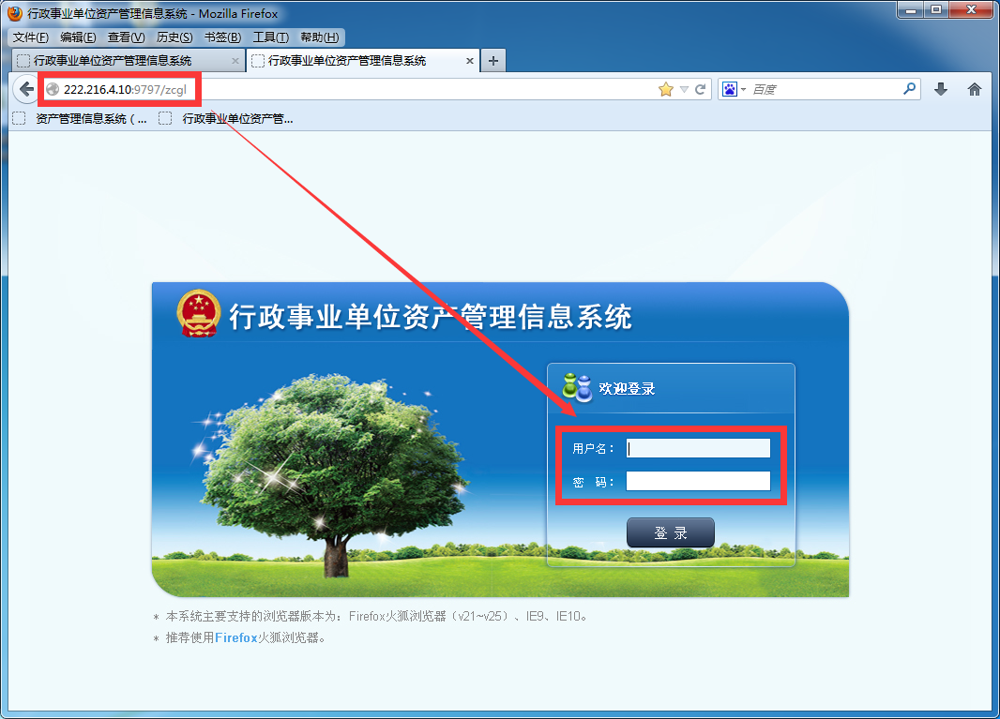 行政事业单位资产管理信息系统 - Mozilla Firefox
文件(F) 编辑(E) 查看(V) 历史(S) 书签(B) 工具(T) 帮助(H)
行政事业单位资产管理信息系统 × 行政事业单位资产管理信息系统 × +
222.216.4.10:9797/zcgl 百度
资产管理信息系统（... 行政事业单位资产管...
行政事业单位资产管理信息系统
欢迎登录
用户名：
密 码：
登 录
* 本系统主要支持的浏览器版本为：Firefox火狐浏览器（v21~v25）、IE9、IE10。
* 推荐使用Firefox火狐浏览器。